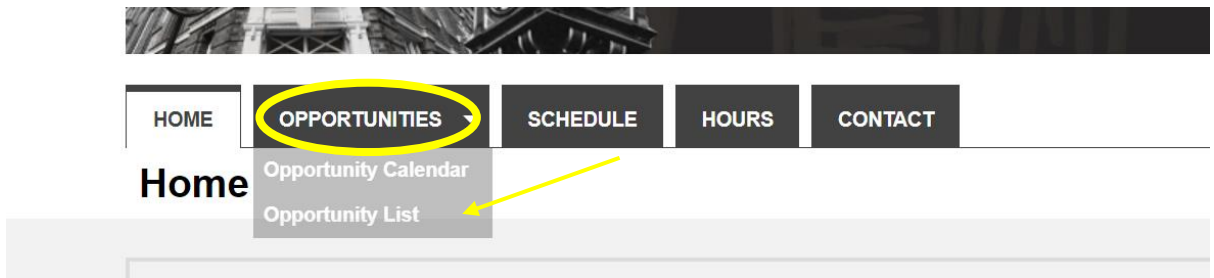 HOME OPPORTUNITIES SCHEDULE HOURS CONTACT
Home
Opportunity Calendar
Opportunity List